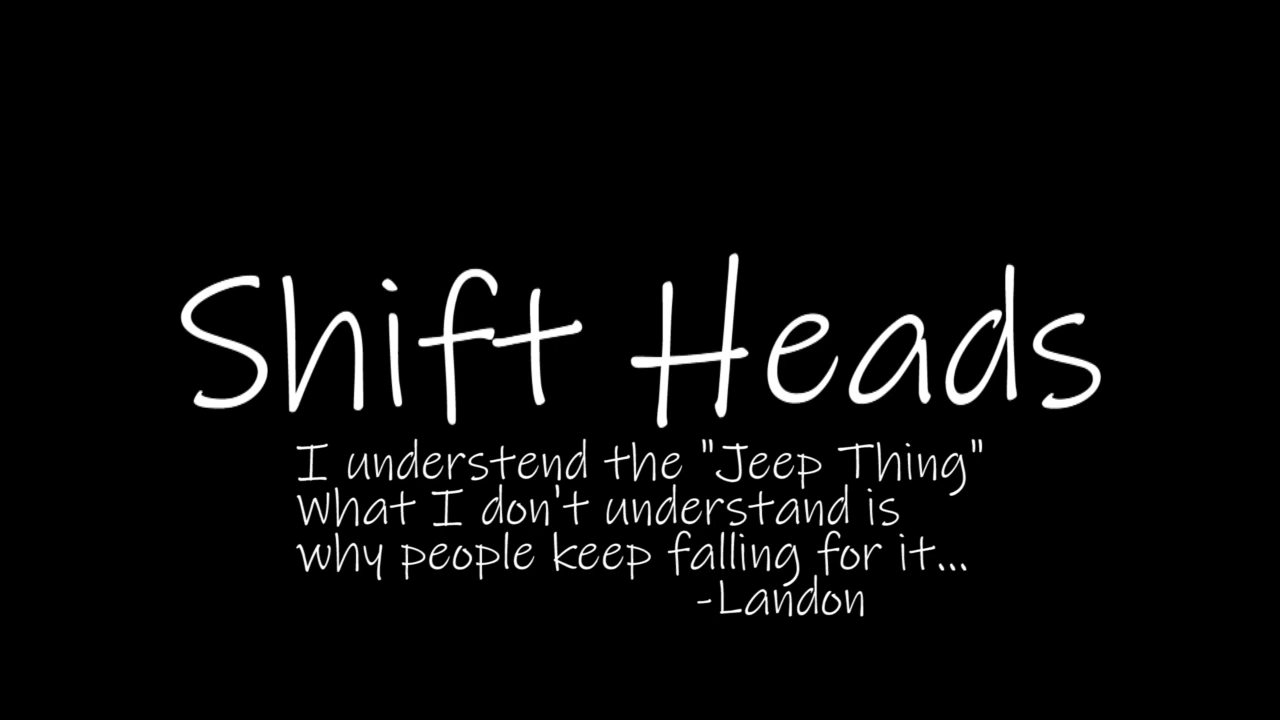 Shift Heads
I understend the "Jeep Thing"
What I don't understand is
why people keep falling for it...
-Landon